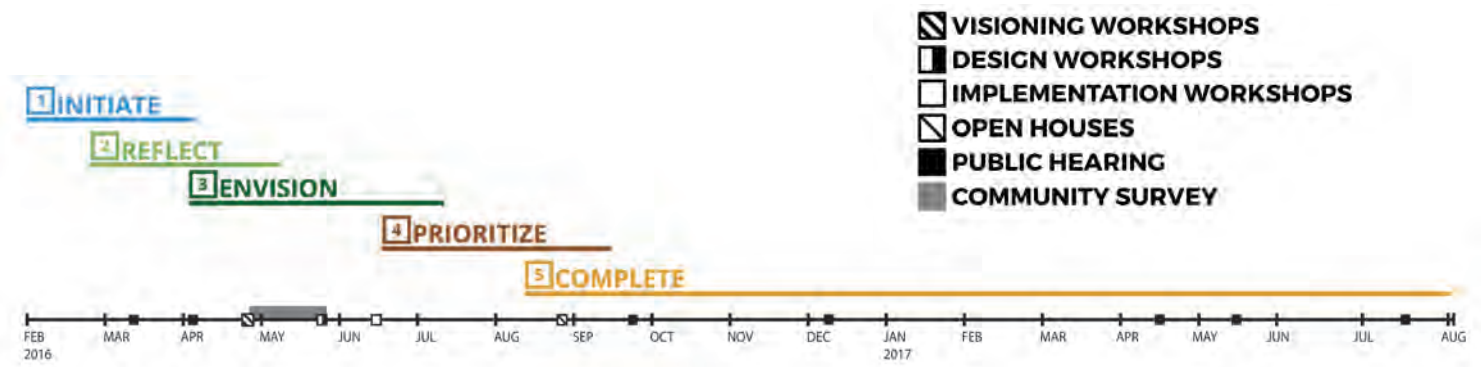 VISIONING WORKSHOPS
DESIGN WORKSHOPS
IMPLEMENTATION WORKSHOPS
OPEN HOUSES
PUBLIC HEARING
COMMUNITY SURVEY
1 INITIATE
2 REFLECT
3 ENVISION
4 PRIORITIZE
5 COMPLETE
FEB MAR APR MAY JUN JUL AUG SEP OCT NOV DEC JAN FEB MAR APR MAY JUN JUL AUG
2016 2017